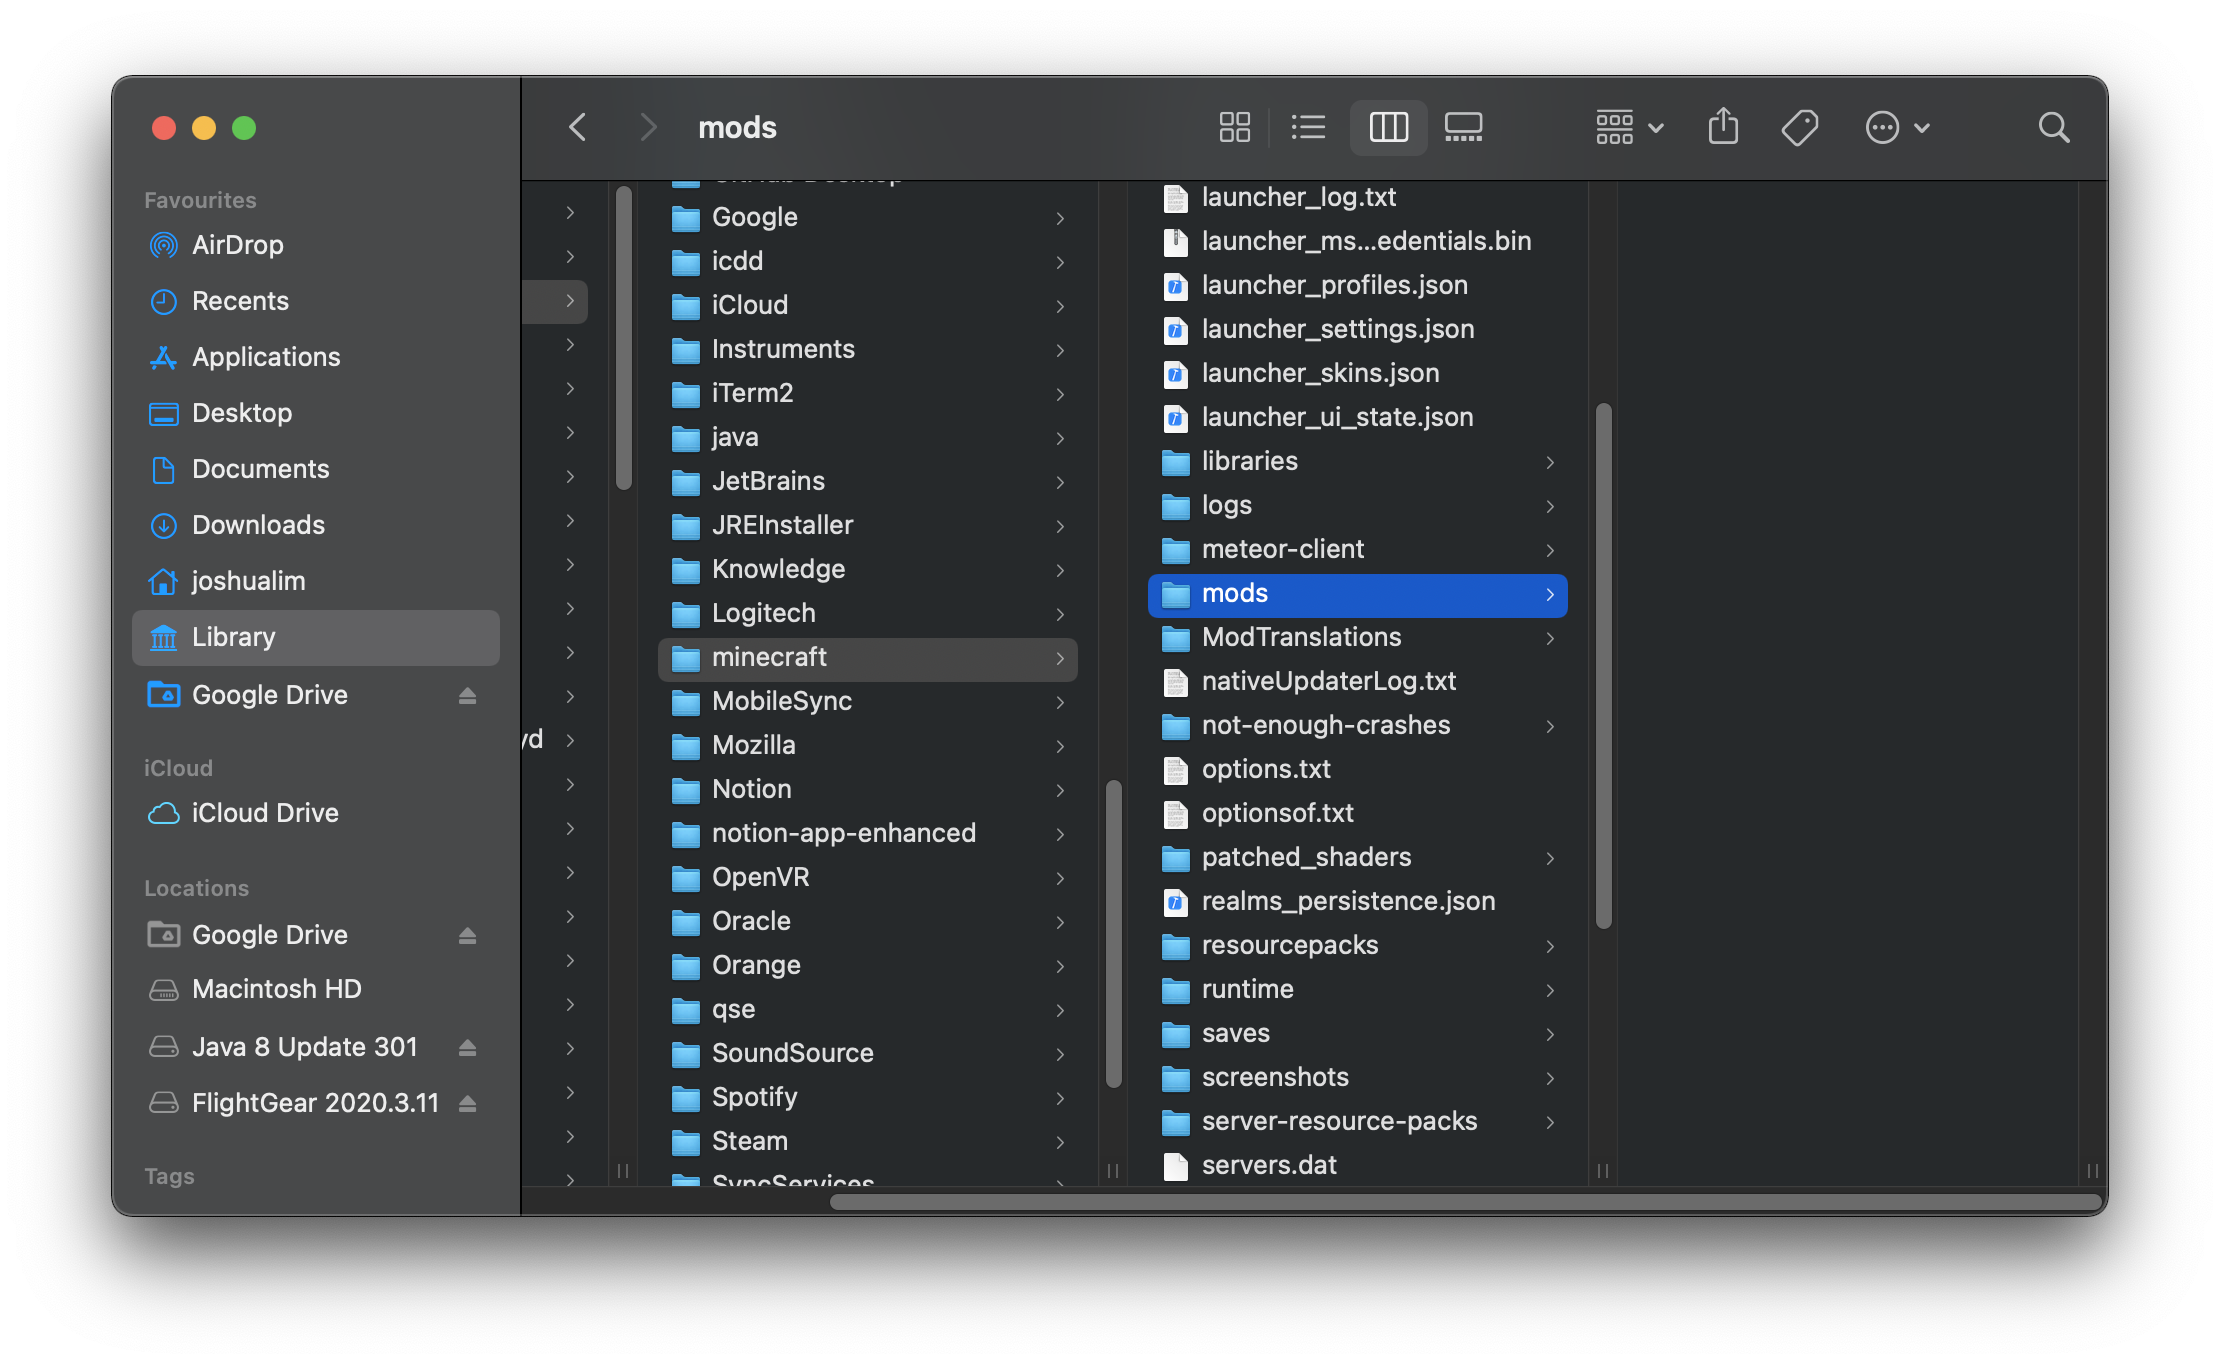 mods
Favourites
AirDrop
Recents
Applications
Desktop
Documents
Downloads
joshualim
Library
Google Drive
iCloud
iCloud Drive
Locations
Google Drive
Macintosh HD
Java 8 Update 301
FlightGear 2020.3.11
Tags
yd
GitHub Desktop
Google
icdd
iCloud
Instruments
iTerm2
java
JetBrains
JREInstaller
Knowledge
Logitech
minecraft
MobileSync
Mozilla
Notion
notion-app-enhanced
OpenVR
Oracle
Orange
qse
SoundSource
Spotify
Steam
SyncServices
launcher_log.txt
launcher_ms...edentials.bin
launcher_profiles.json
launcher_settings.json
launcher_skins.json
launcher_ui_state.json
libraries
logs
meteor-client
mods
ModTranslations
nativeUpdaterLog.txt
not-enough-crashes
options.txt
optionsof.txt
patched_shaders
realms_persistence.json
resourcepacks
runtime
saves
screenshots
server-resource-packs
servers.dat